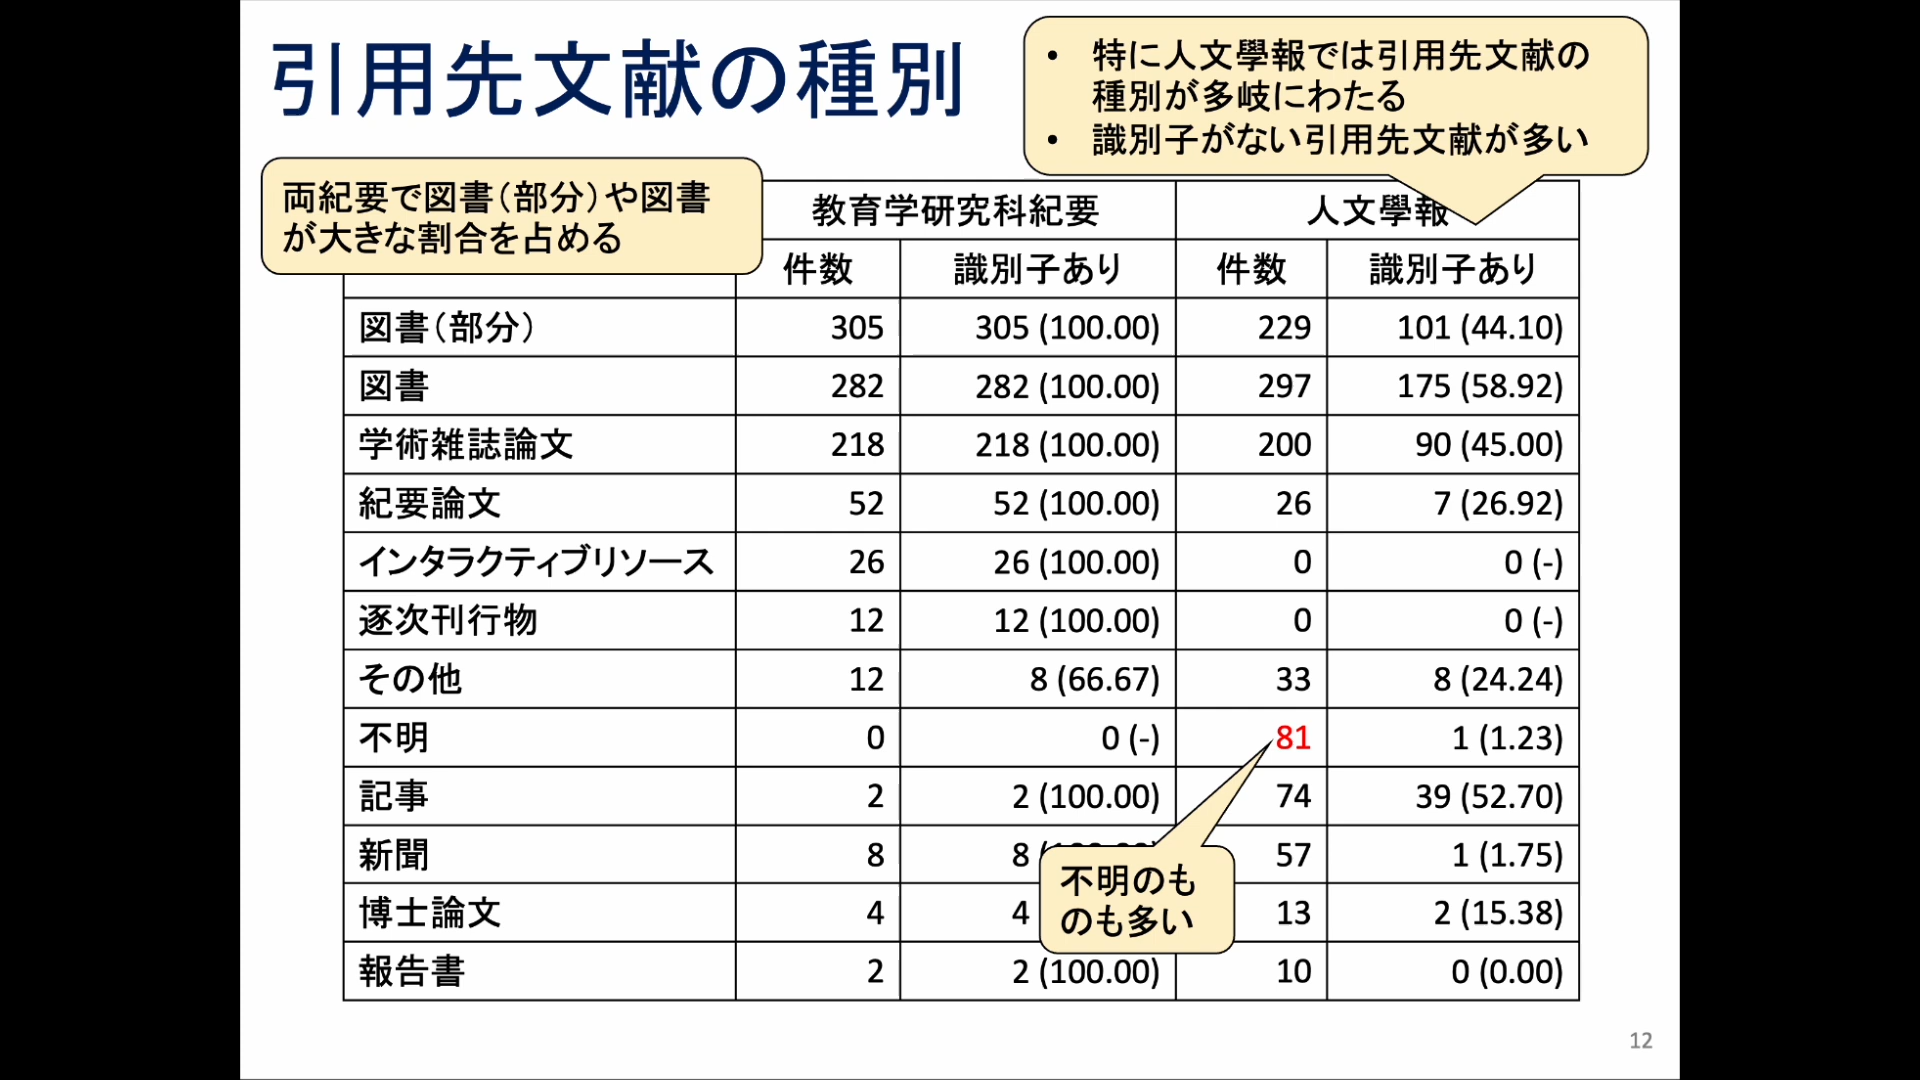 引用先文献の種別
• 特に人文學報では引用先文献の
種別が多岐にわたる
• 識別子がない引用先文献が多い
両紀要で図書（部分）や図書
が大きな割合を占める
教育学研究科紀要 人文學報
件数 識別子あり 件数 識別子あり
図書（部分） 305 305 (100.00) 229 101 (44.10)
図書 282 282 (100.00) 297 175 (58.92)
学術雑誌論文 218 218 (100.00) 200 90 (45.00)
紀要論文 52 52 (100.00) 26 7 (26.92)
インタラクティブリソース 26 26 (100.00) 0 0 (-)
逐次刊行物 12 12 (100.00) 0 0 (-)
その他 12 8 (66.67) 33 8 (24.24)
不明 0 0 (-) 81 1 (1.23)
記事 2 2 (100.00) 74 39 (52.70)
新聞 8 8 57 1 (1.75)
博士論文 4 4 13 2 (15.38)
報告書 2 2 (100.00) 10 0 (0.00)
不明のも
のも多い
12